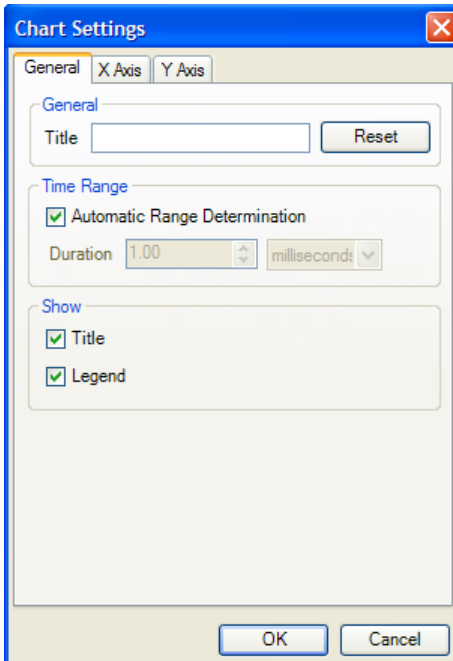 Chart Settings
General X Axis Y Axis
General
Title Reset
Time Range
Automatic Range Determination
Duration 1.00 milliseconds
Show
Title
Legend
OK Cancel